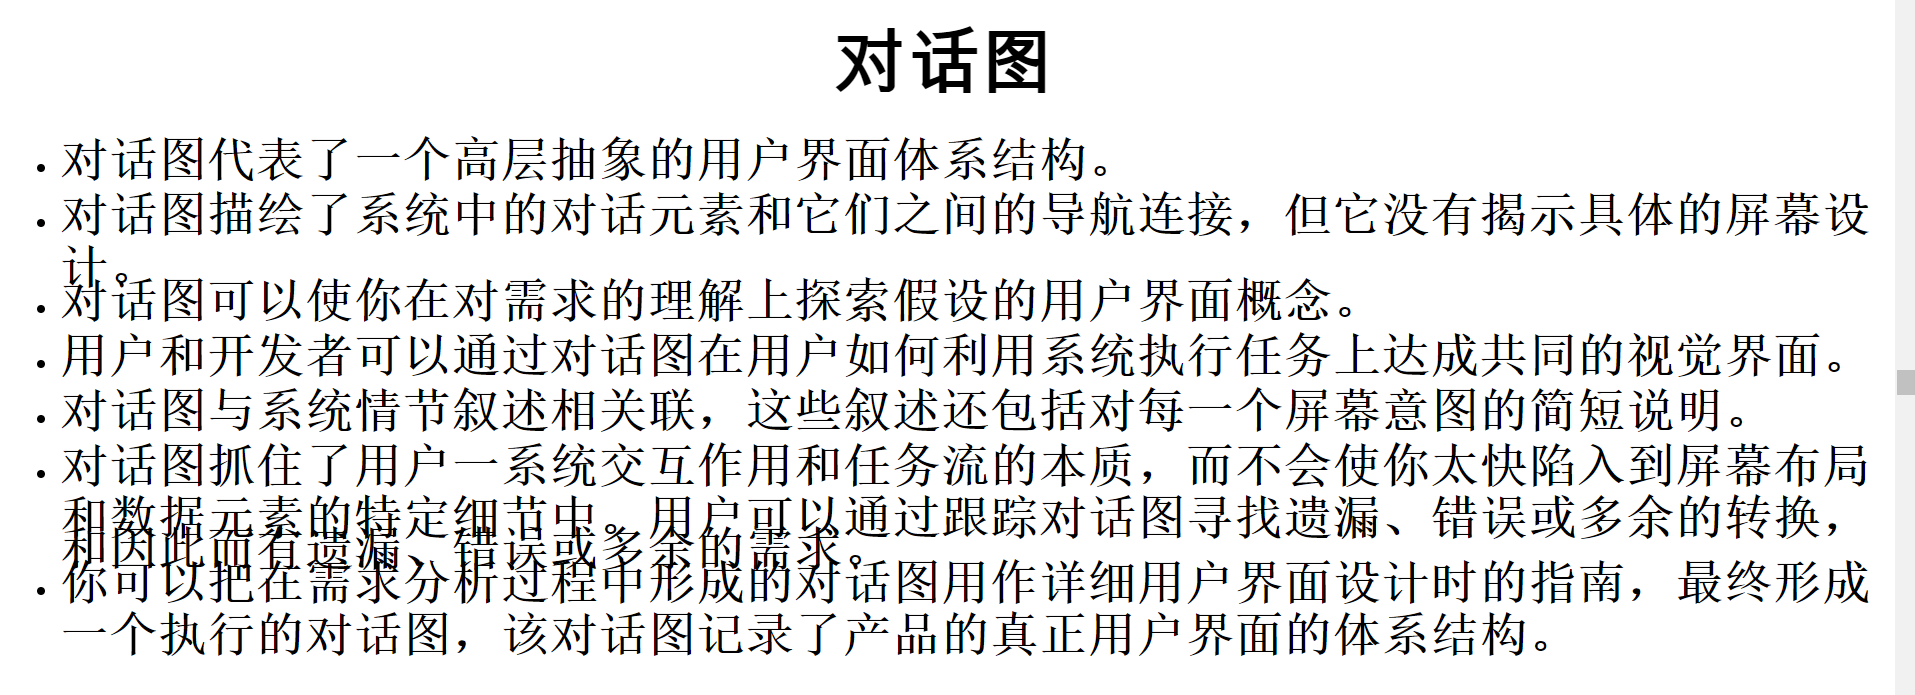 对话图
• 对话图代表了一个高层抽象的用户界面体系结构。
• 对话图描绘了系统中的对话元素和它们之间的导航连接，但它没有揭示具体的屏幕设
计。
• 对话图可以使你在对需求的理解上探索假设的用户界面概念。
• 用户和开发者可以通过对话图在用户如何利用系统执行任务上达成共同的视觉界面。
• 对话图与系统情节叙述相关联，这些叙述还包括对每一个屏幕意图的简短说明。
• 对话图抓住了用户一系统交互作用和任务流的本质，而不会使你太快陷入到屏幕布局
和数据元素的特定细节中。用户可以通过跟踪对话图寻找遗漏、错误或多余的转换，
和因此而有遗漏、错误或多余的需求。
• 你可以把在需求分析过程中形成的对话图用作详细用户界面设计时的指南，最终形成
一个执行的对话图，该对话图记录了产品的真正用户界面的体系结构。